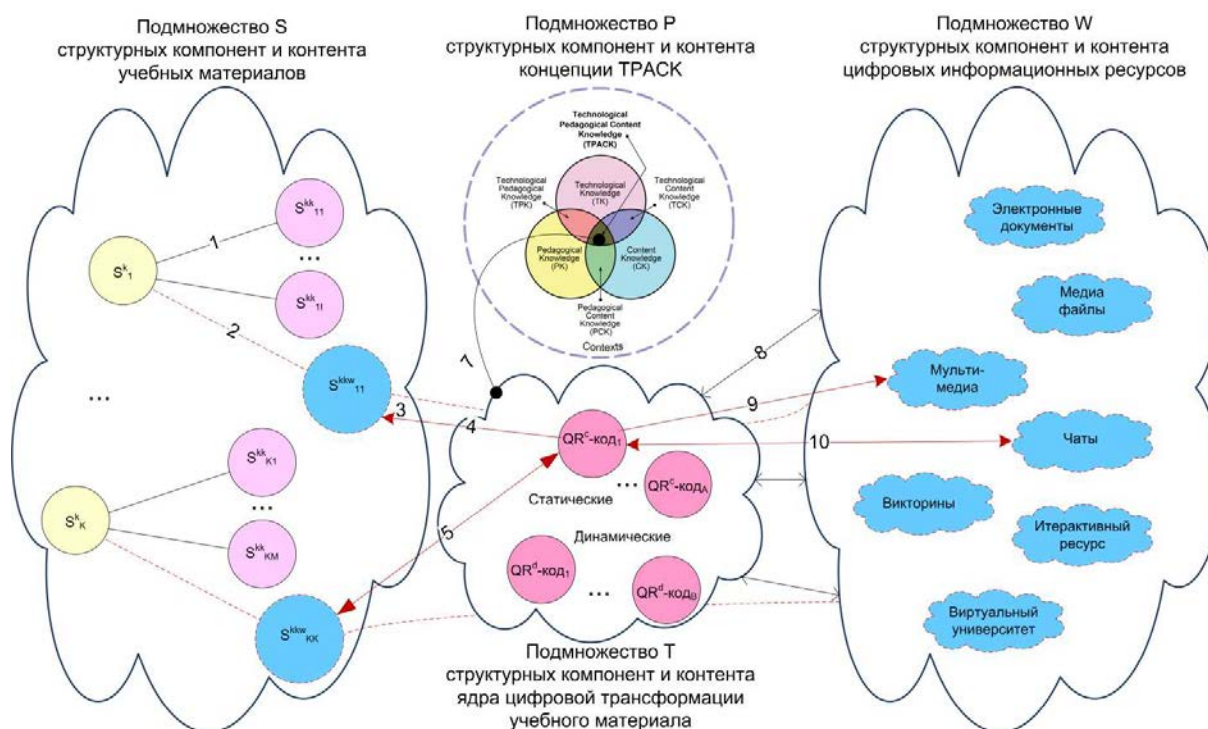 Подмножество S
структурных компонент и контента
учебных материалов
Подмножество P
структурных компонент и контента
концепции TPACK
Подмножество W
структурных компонент и контента
цифровых информационных ресурсов
Technological
Pedagogical Content
Knowledge
(TPACK)
Technological
Pedagogical
Knowledge
(TPK)
Technological
Knowledge
(TK)
Technological
Content
Knowledge
(TCK)
Pedagogical
Knowledge
(PK)
Content
Knowledge
(CK)
Pedagogical
Content
Knowledge
(PCK)
Contexts
S^k_1
1
S^kk_11
...
S^kk_1I
2
S^kkw_11
...
S^k_K
S^kk_K1
...
S^kk_KM
S^kkw_KK
3
4
5
7
8
9
10
QR^c-код_1
Статические
...
QR^c-код_A
Динамические
QR^d-код_1
...
QR^d-код_B
Электронные
документы
Медиа
файлы
Мульти-
медиа
Чаты
Викторины
Итерактивный
ресурс
Виртуальный
университет
Подмножество T
структурных компонент и контента
ядра цифровой трансформации
учебного материала